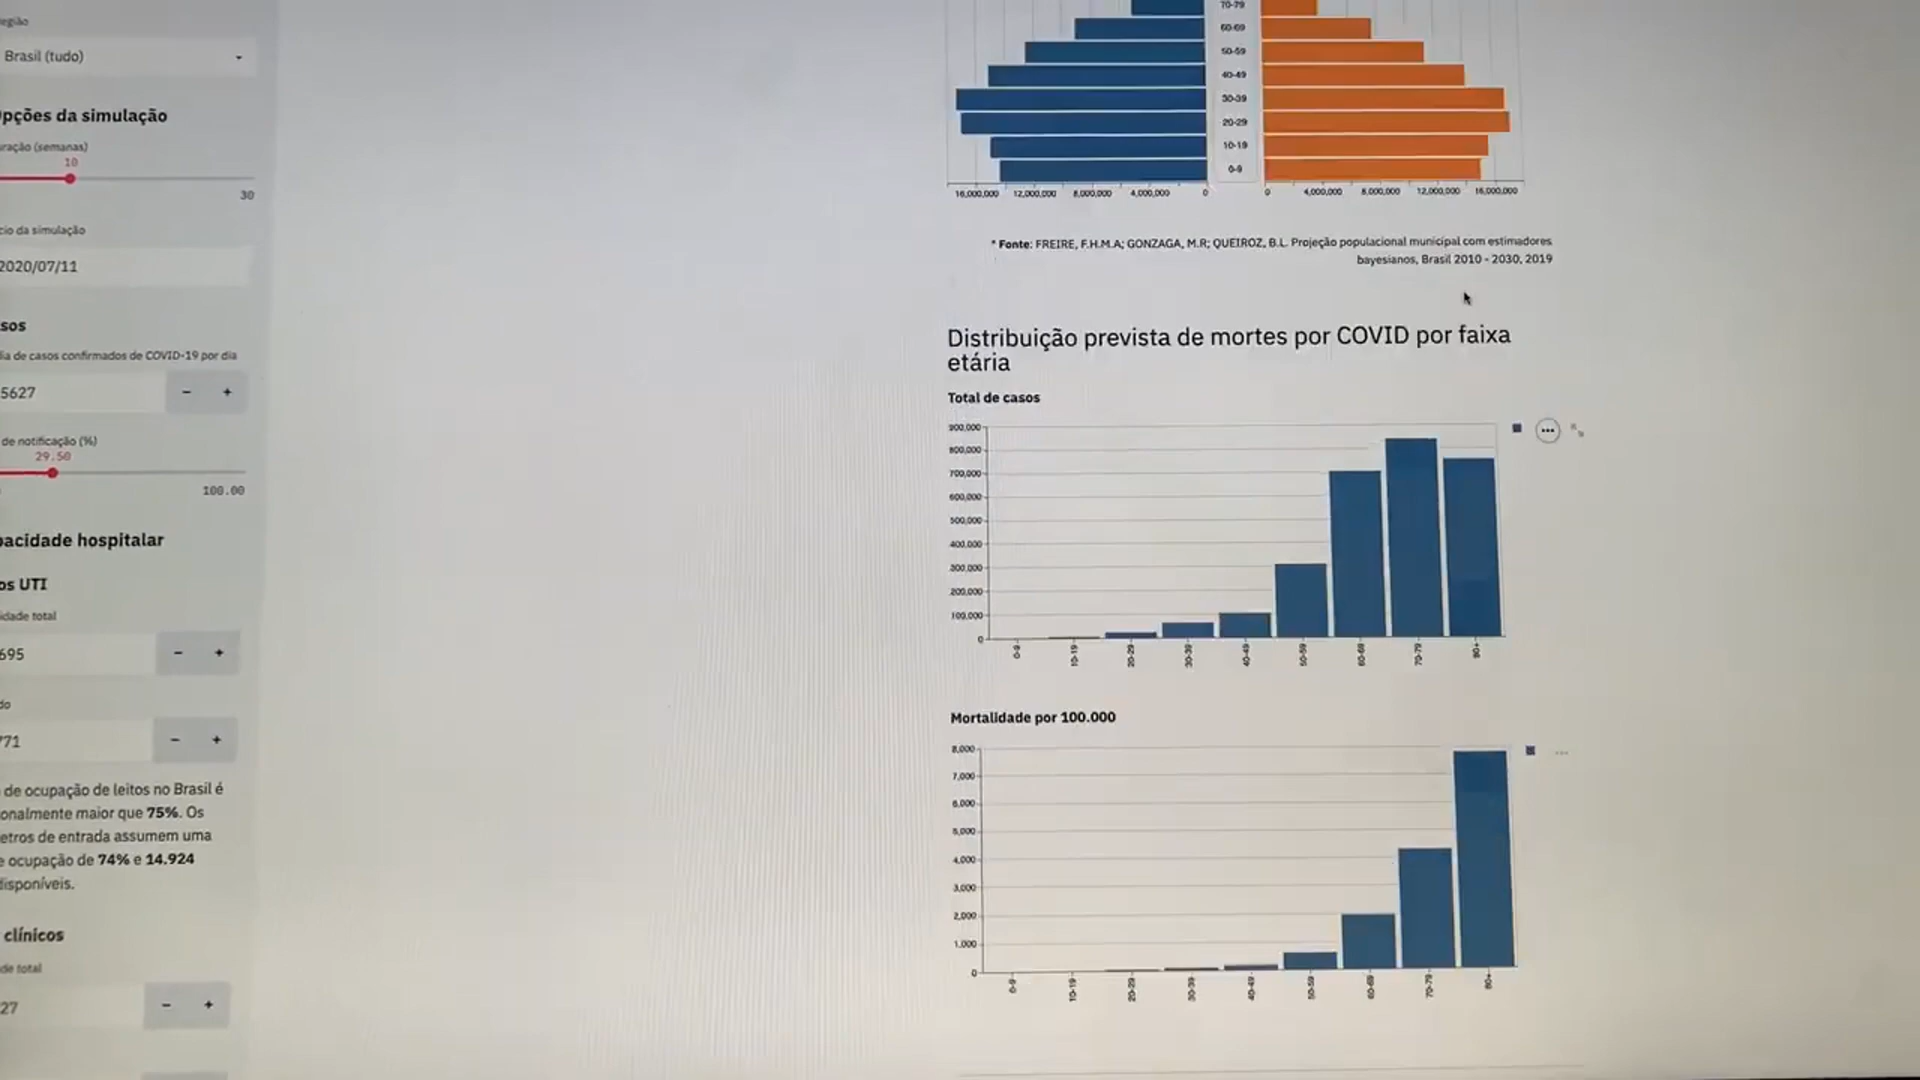 egião
Brasil (tudo)
pções da simulação
ração (semanas)
10
30
cio da simulação
2020/07/11
sos
ia de casos confirmados de COVID-19 por dia
5627
- +
de notificação (%)
29.50
100.00
pacidade hospitalar
os UTI
idade total
695
- +
do
771
- +
de ocupação de leitos no Brasil é
onalmente maior que 75%. Os
etros de entrada assumem uma
e ocupação de 74% e 14.924
disponíveis.
clínicos
de total
27
- +
70-79
60-69
50-59
40-49
30-39
20-29
10-19
0-9
16,000,000 12,000,000 8,000,000 4,000,000 0 0 4,000,000 8,000,000 12,000,000 16,000,000
* Fonte: FREIRE, F.H.M.A; GONZAGA, M.R; QUEIROZ, B.L. Projeção populacional municipal com estimadores
bayesianos, Brasil 2010 - 2030, 2019
Distribuição prevista de mortes por COVID por faixa
etária
Total de casos
900,000
800,000
700,000
600,000
500,000
400,000
300,000
200,000
100,000
0
0-9 10-19 20-29 30-39 40-49 50-59 60-69 70-79 80+
Mortalidade por 100.000
8,000
7,000
6,000
5,000
4,000
3,000
2,000
1,000
0
0-9 10-19 20-29 30-39 40-49 50-59 60-69 70-79 80+